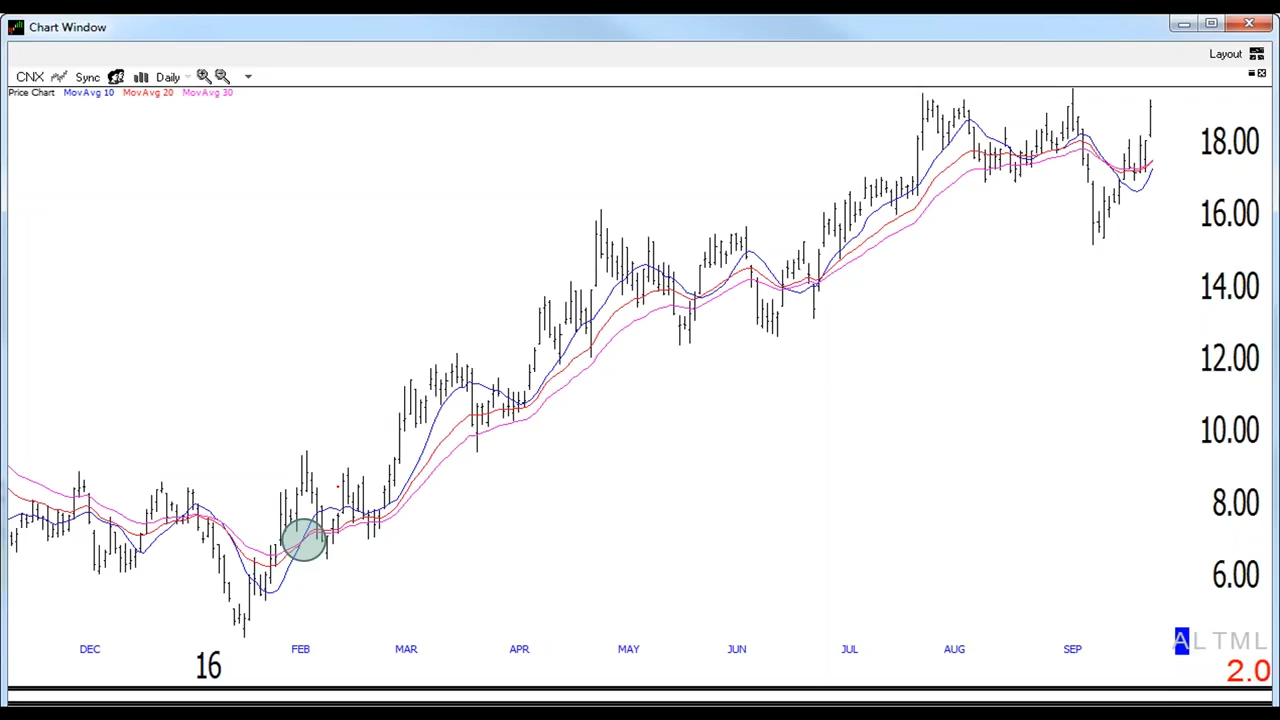 Chart Window
Layout
CNX Sync Daily
Price Chart MovAvg 10 MovAvg 20 MovAvg 30
18.00
16.00
14.00
12.00
10.00
8.00
6.00
DEC FEB MAR APR MAY JUN JUL AUG SEP
16
ALTML
2.0